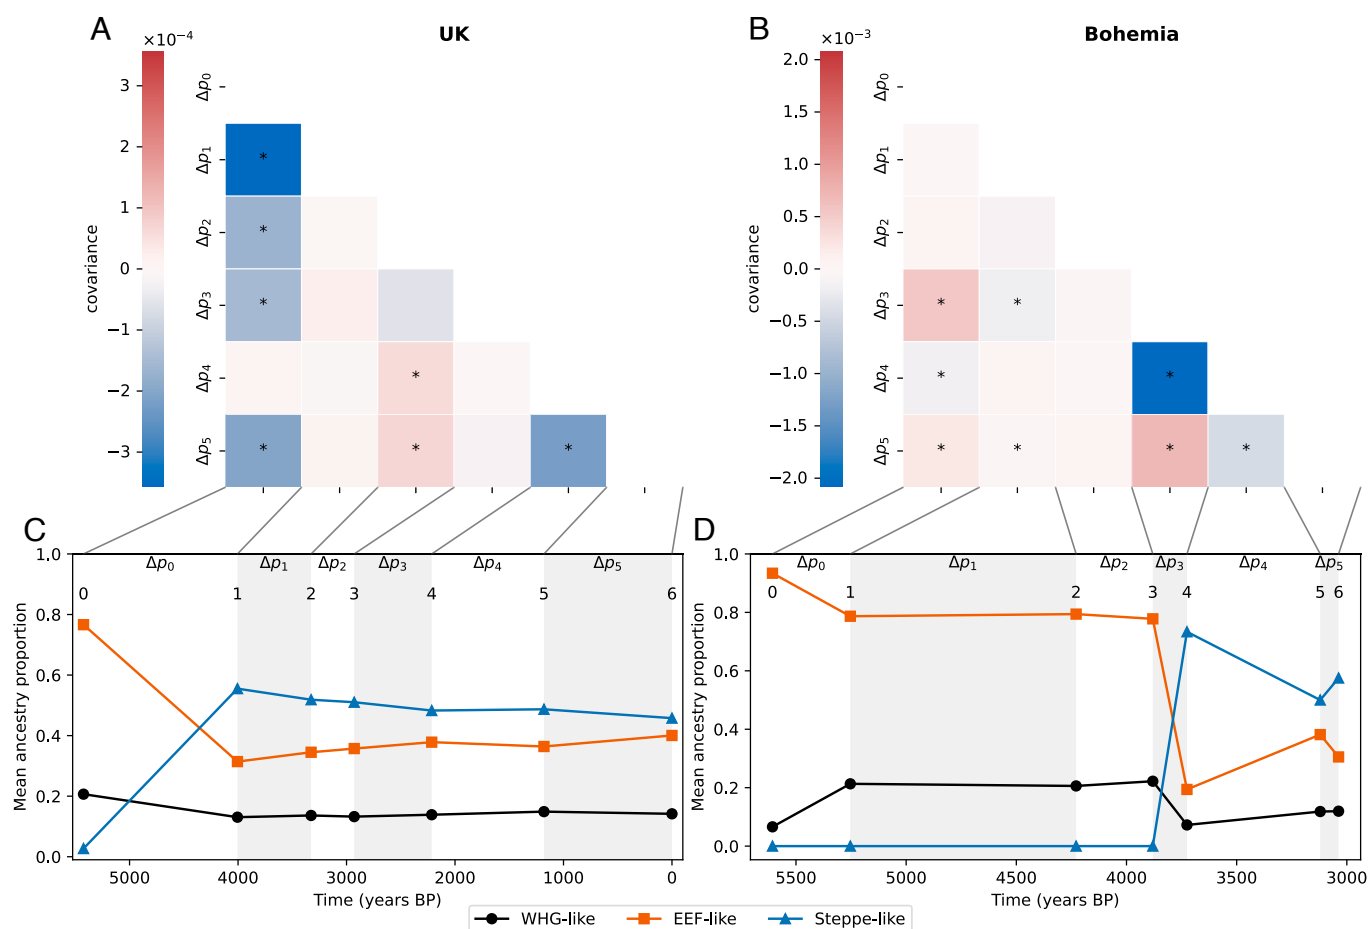 A
UK
×10⁻⁴
3
2
1
0
−1
−2
−3
covariance
Δp₀
Δp₁
Δp₂
Δp₃
Δp₄
Δp₅
*
*
*
*
*
*
*
B
Bohemia
×10⁻³
2.0
1.5
1.0
0.5
0.0
−0.5
−1.0
−1.5
−2.0
covariance
Δp₀
Δp₁
Δp₂
Δp₃
Δp₄
Δp₅
* *
* *
* * * *
C
Δp₀ Δp₁ Δp₂ Δp₃ Δp₄ Δp₅
0 1 2 3 4 5 6
1.0
0.8
0.6
0.4
0.2
0.0
Mean ancestry proportion
5000 4000 3000 2000 1000 0
Time (years BP)
D
Δp₀ Δp₁ Δp₂ Δp₃ Δp₄ Δp₅
0 1 2 3 4 5 6
1.0
0.8
0.6
0.4
0.2
0.0
Mean ancestry proportion
5500 5000 4500 4000 3500 3000
Time (years BP)
WHG-like EEF-like Steppe-like